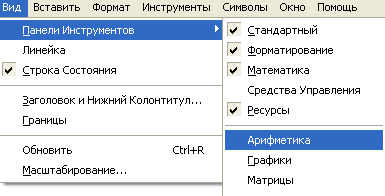 Вид Вставить Формат Инструменты Символы Окно Помощь
Панели Инструментов
Линейка
Строка Состояния
Заголовок и Нижний Колонтитул...
Границы
Обновить Ctrl+R
Масштабирование...
Стандартный
Форматирование
Математика
Средства Управления
Ресурсы
Арифметика
Графики
Матрицы